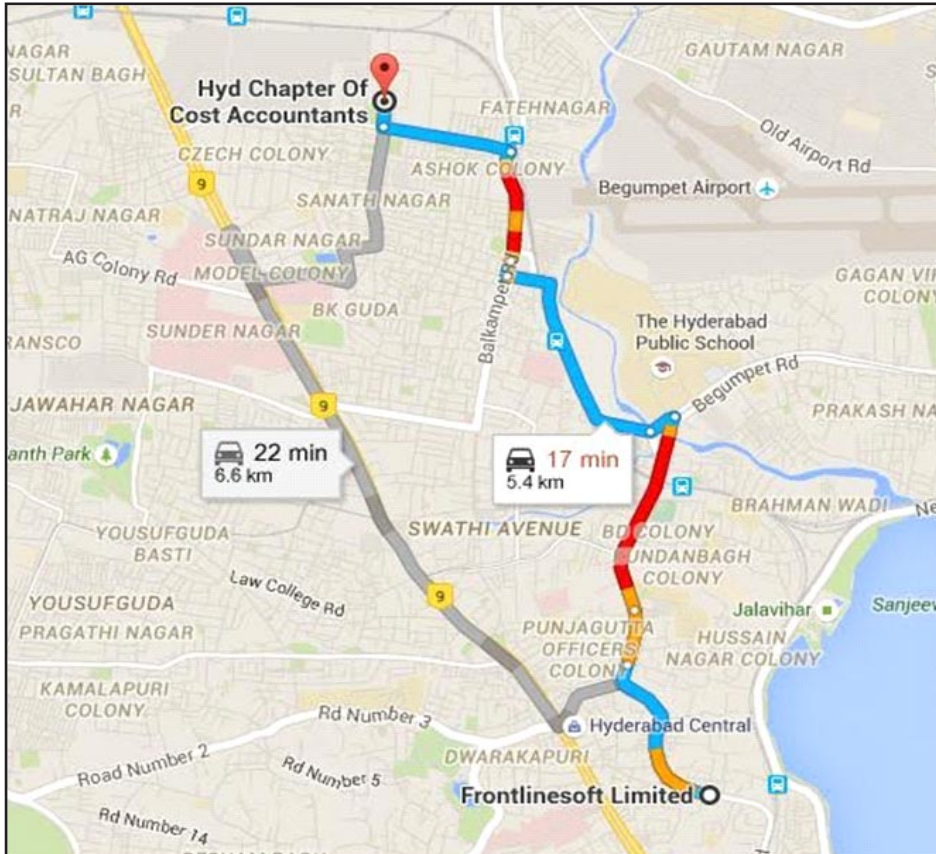 NAGAR
SULTAN BAGH
Hyd Chapter Of
Cost Accountants
GAUTAM NAGAR
FATEHNAGAR
Old Airport Rd
CZECH COLONY
ASHOK COLONY
Begumpet Airport
9
SANATH NAGAR
NATRAJ NAGAR
SUNDAR NAGAR
AG Colony Rd
MODEL COLONY
GAGAN VI
COLONY
BK GUDA
Balkampet
SUNDER NAGAR
The Hyderabad
Public School
RANSCO
Begumpet Rd
JAWAHAR NAGAR
9
PRAKASH NA
anth Park
22 min
6.6 km
17 min
5.4 km
BRAHMAN WADI
Ne
YOUSUFGUDA
BASTI
SWATHI AVENUE
BD COLONY
UNDANBAGH
COLONY
Law College Rd
9
YOUSUFGUDA
PRAGATHI NAGAR
Jalavihar
Sanjeev
PUNJAGUTTA
OFFICERS
COLONY
HUSSAIN
NAGAR COLONY
KAMALAPURI
COLONY
Rd Number 3
Hyderabad Central
DWARAKAPURI
Road Number 2
Rd Number 5
Frontlinesoft Limited
Rd Number 14